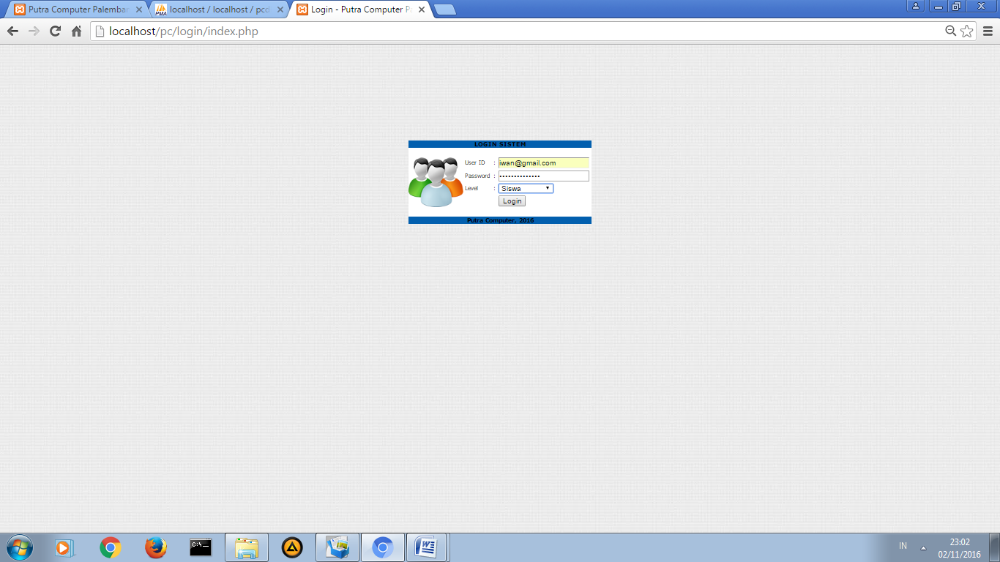 Putra Computer Palembar
localhost / localhost / pcd
Login - Putra Computer P
localhost/pc/login/index.php
LOGIN SISTEM
User ID : iwan@gmail.com
Password : ••••••••••••••
Level : Siswa
Login
Putra Computer, 2016
C:\_
IN
23:02
02/11/2016